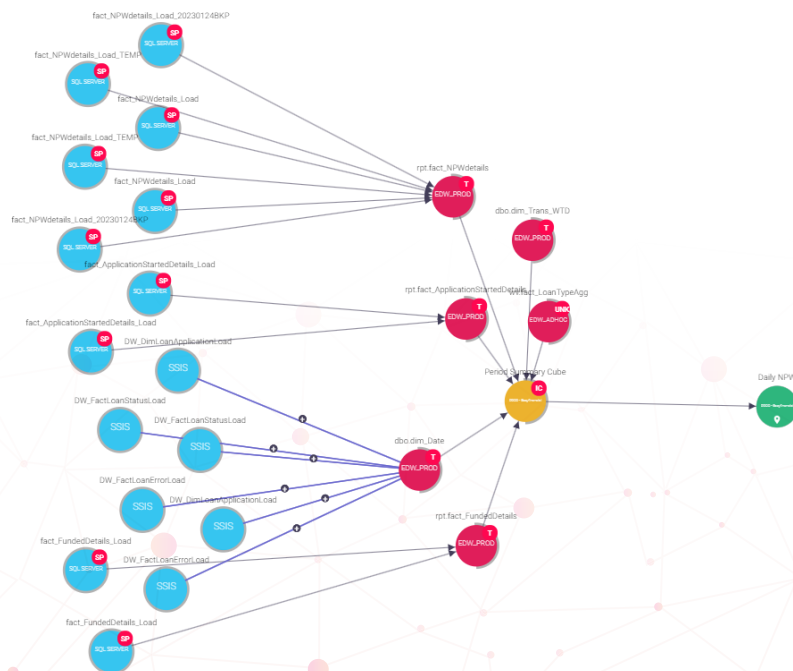 fact_NPWdetails_Load_20230124BKP
SP
SQL SERVER
fact_NPWdetails_Load_TEMP
SP
SQL SERVER
fact_NPWdetails_Load
SP
SQL SERVER
fact_NPWdetails_Load_TEMP
SP
SQL SERVER
rpt.fact_NPWdetails
T
EDW_PROD
fact_NPWdetails_Load
SP
SQL SERVER
dbo.dim_Trans_WTD
T
EDW_PROD
fact_NPWdetails_Load_20230124BKP
SP
SQL SERVER
fact_ApplicationStartedDetails_Load
SP
SQL SERVER
rpt.fact_ApplicationStartedDetails
T
EDW_PROD
fact_LoanTypeAgg
UNK
EDW_ADHOC
fact_ApplicationStartedDetails_Load
SP
SQL SERVER
DW_DimLoanApplicationLoad
SSIS
Period Summary Cube
IC
Daily NPW
DW_FactLoanStatusLoad
SSIS
DW_FactLoanStatusLoad
SSIS
dbo.dim_Date
T
EDW_PROD
DW_FactLoanErrorLoad
SSIS
DW_DimLoanApplicationLoad
SSIS
rpt.fact_FundedDetails
T
EDW_PROD
fact_FundedDetails_Load
SP
SQL SERVER
DW_FactLoanErrorLoad
SSIS
fact_FundedDetails_Load
SP
SQL SERVER